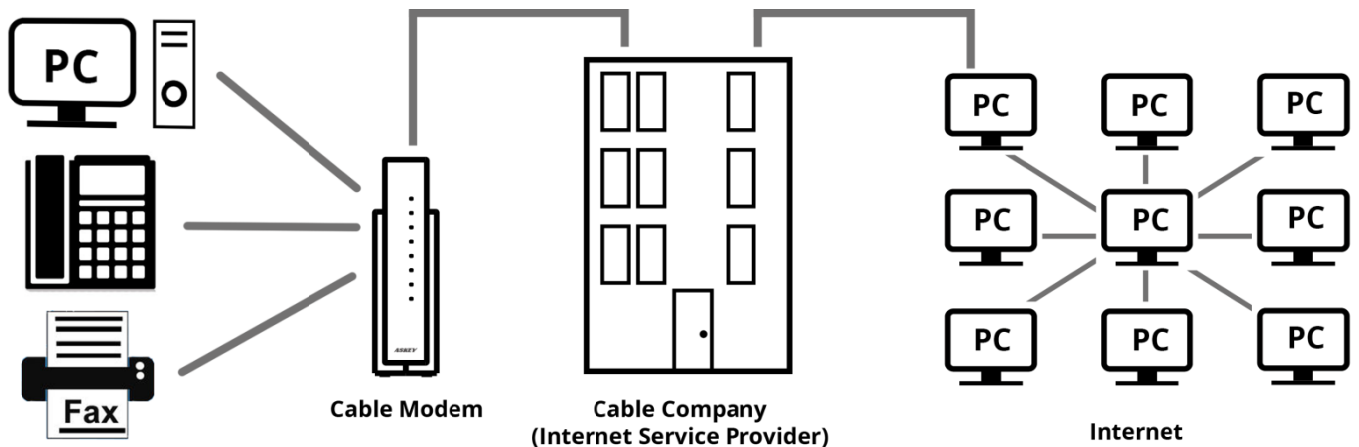 PC
Fax
ASKEY
Cable Modem
Cable Company
(Internet Service Provider)
PC PC PC
PC PC PC
PC PC PC
Internet